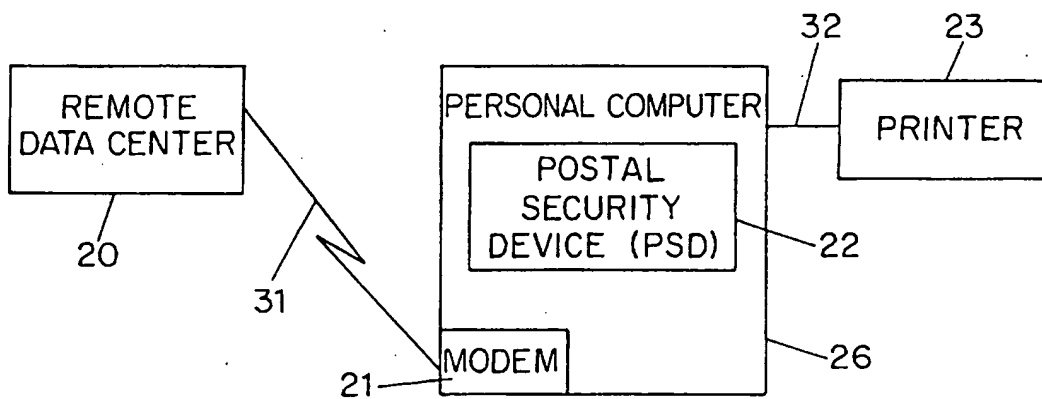 32
23
REMOTE
DATA CENTER
PERSONAL COMPUTER
PRINTER
POSTAL
SECURITY
DEVICE (PSD)
20
22
31
MODEM
21
26